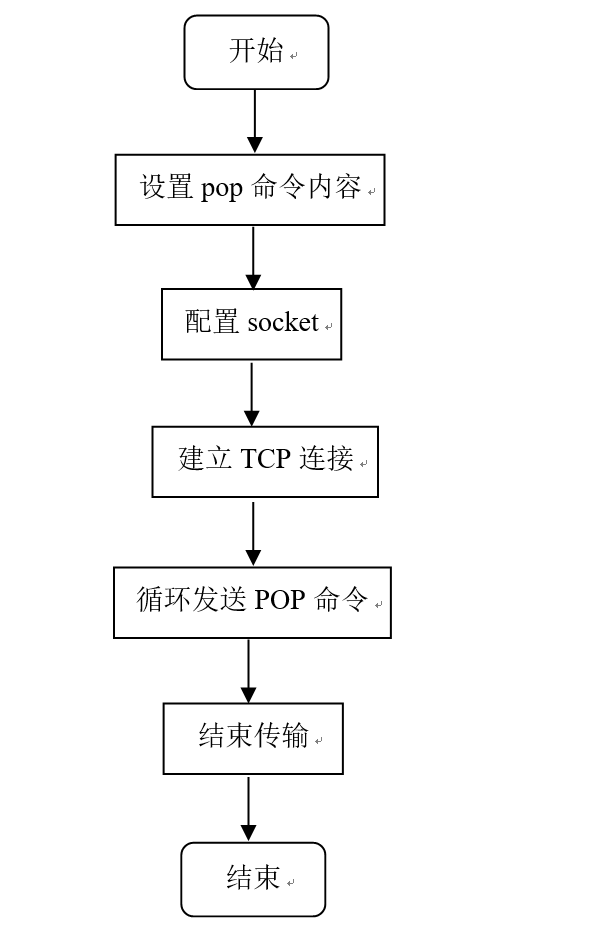 开始
设置 pop 命令内容
配置 socket
建立 TCP 连接
循环发送 POP 命令
结束传输
结束